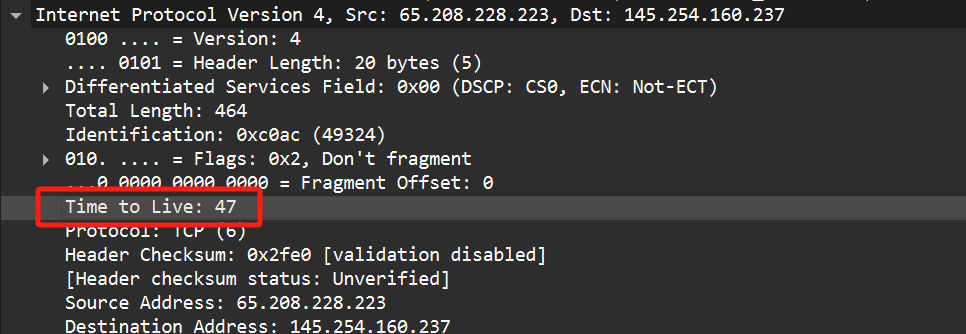 Internet Protocol Version 4, Src: 65.208.228.223, Dst: 145.254.160.237
0100 .... = Version: 4
.... 0101 = Header Length: 20 bytes (5)
Differentiated Services Field: 0x00 (DSCP: CS0, ECN: Not-ECT)
Total Length: 464
Identification: 0xc0ac (49324)
010. .... = Flags: 0x2, Don't fragment
...0 0000 0000 0000 = Fragment Offset: 0
Time to Live: 47
Protocol: TCP (6)
Header Checksum: 0x2fe0 [validation disabled]
[Header checksum status: Unverified]
Source Address: 65.208.228.223
Destination Address: 145.254.160.237